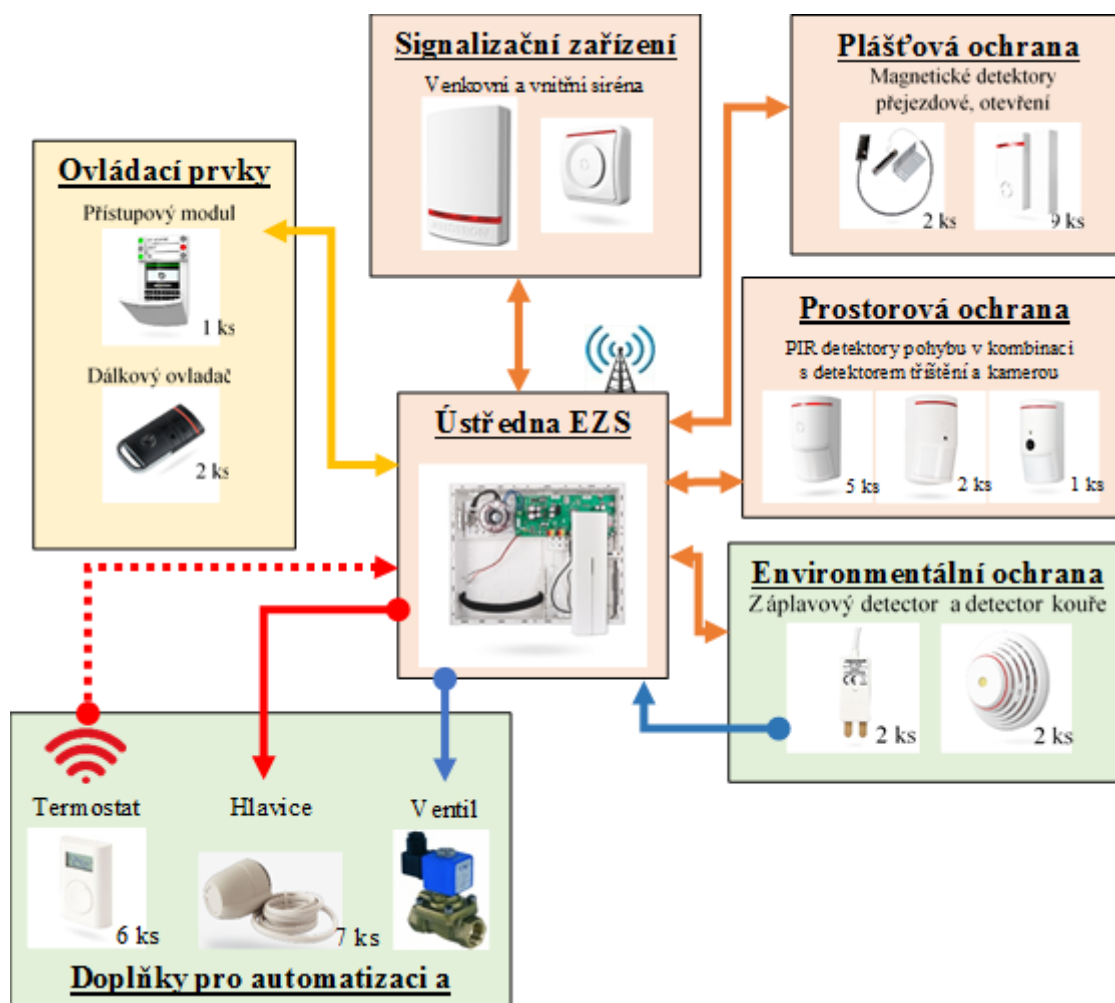 Signalizační zařízení
Venkovní a vnitřní siréna
Plášťová ochrana
Magnetické detektory
přejezdové, otevření
2 ks
9 ks
Ovládací prvky
Přístupový modul
1 ks
Dálkový ovladač
2 ks
Prostorová ochrana
PIR detektory pohybu v kombinaci
s detektorem tříštění a kamerou
5 ks
2 ks
1 ks
Ústředna EZS
Environmentální ochrana
Záplavový detector a detector kouře
2 ks
2 ks
Termostat
Hlavice
Ventil
6 ks
7 ks
Doplňky pro automatizaci a